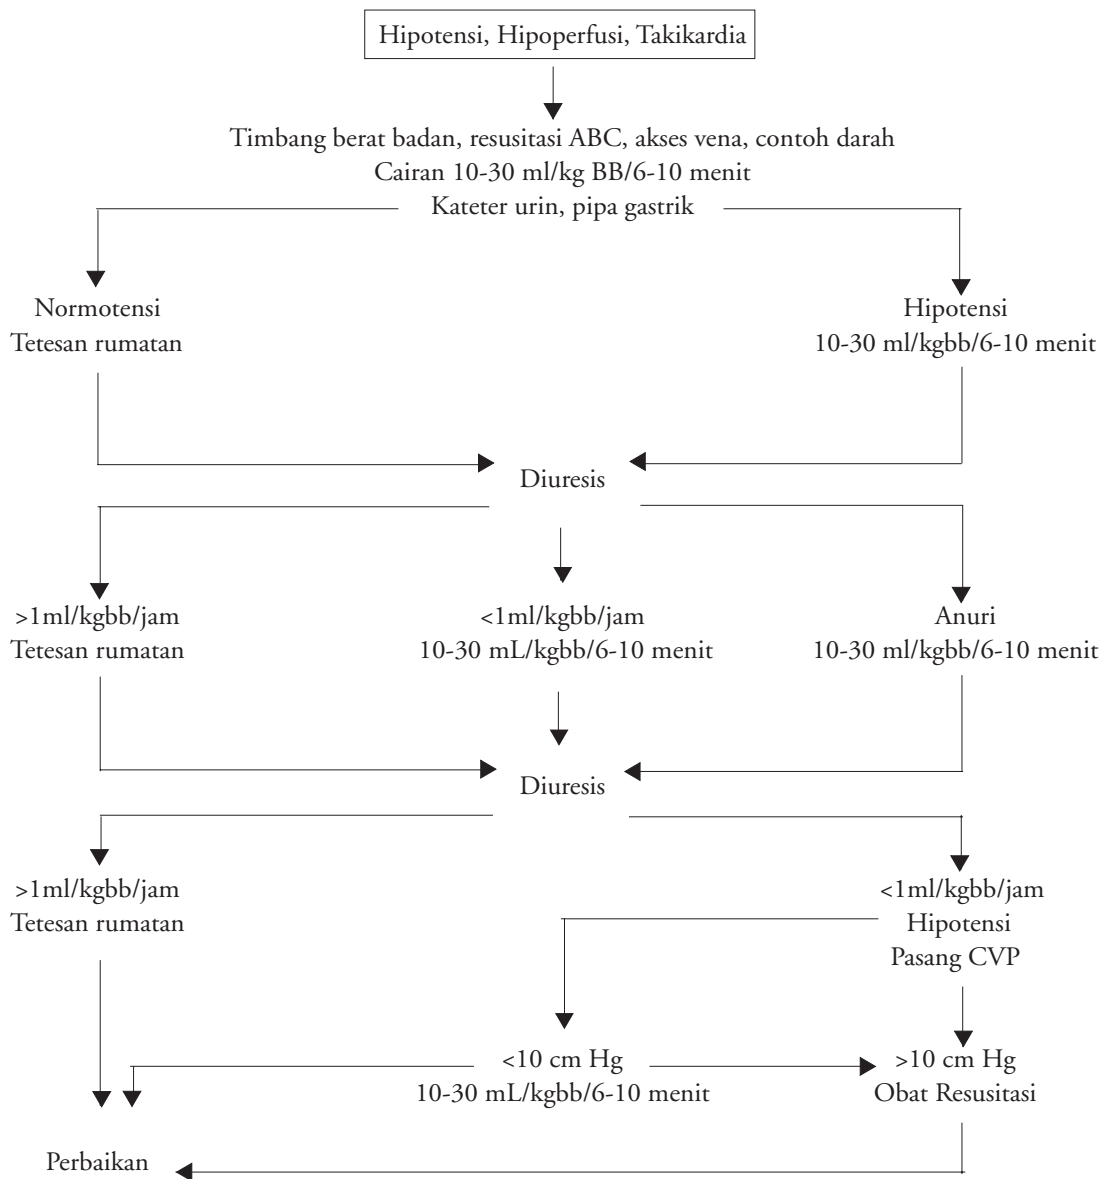 Hipotensi, Hipoperfusi, Takikardia
Timbang berat badan, resusitasi ABC, akses vena, contoh darah
Cairan 10-30 ml/kg BB/6-10 menit
Kateter urin, pipa gastrik
Normotensi
Tetesan rumatan
Hipotensi
10-30 ml/kgbb/6-10 menit
Diuresis
>1ml/kgbb/jam
Tetesan rumatan
<1ml/kgbb/jam
10-30 mL/kgbb/6-10 menit
Anuri
10-30 ml/kgbb/6-10 menit
Diuresis
>1ml/kgbb/jam
Tetesan rumatan
<1ml/kgbb/jam
Hipotensi
Pasang CVP
<10 cm Hg
10-30 mL/kgbb/6-10 menit
>10 cm Hg
Obat Resusitasi
Perbaikan